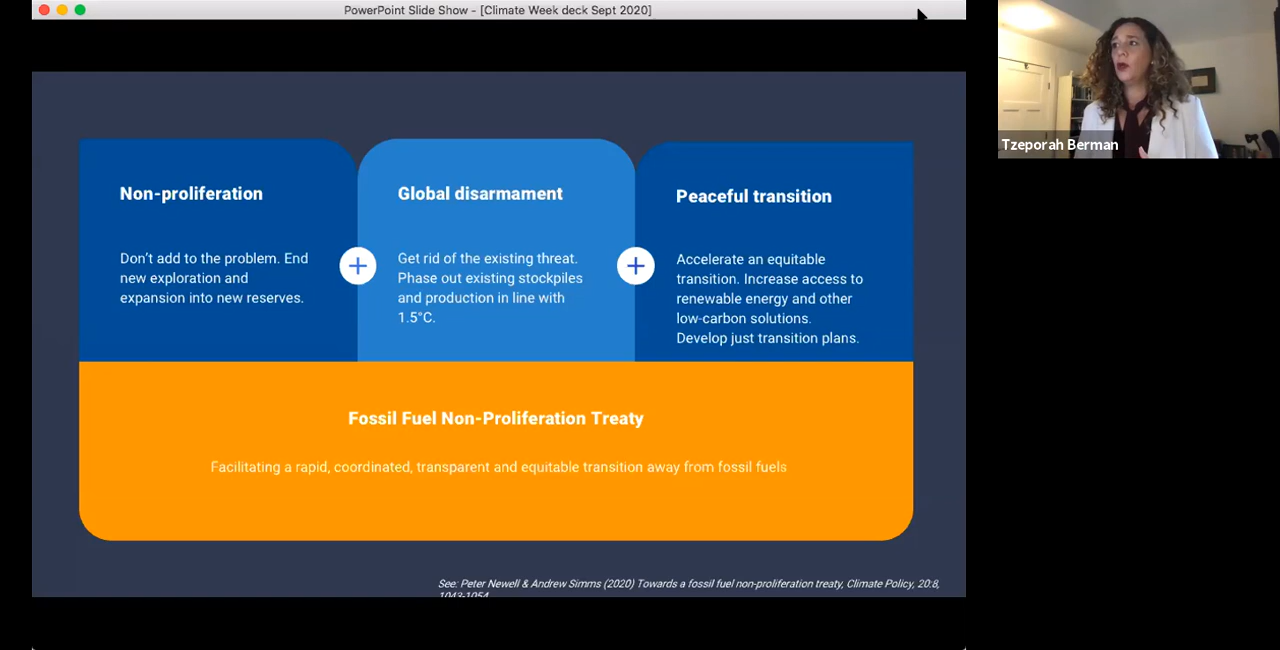 PowerPoint Slide Show - [Climate Week deck Sept 2020]
Tzeporah Berman
Non-proliferation
Don’t add to the problem. End
new exploration and
expansion into new reserves.
Global disarmament
Get rid of the existing threat.
Phase out existing stockpiles
and production in line with
1.5°C.
Peaceful transition
Accelerate an equitable
transition. Increase access to
renewable energy and other
low-carbon solutions.
Develop just transition plans.
Fossil Fuel Non-Proliferation Treaty
Facilitating a rapid, coordinated, transparent and equitable transition away from fossil fuels
See: Peter Newell & Andrew Simms (2020) Towards a fossil fuel non-proliferation treaty, Climate Policy, 20:8,
1043-1054